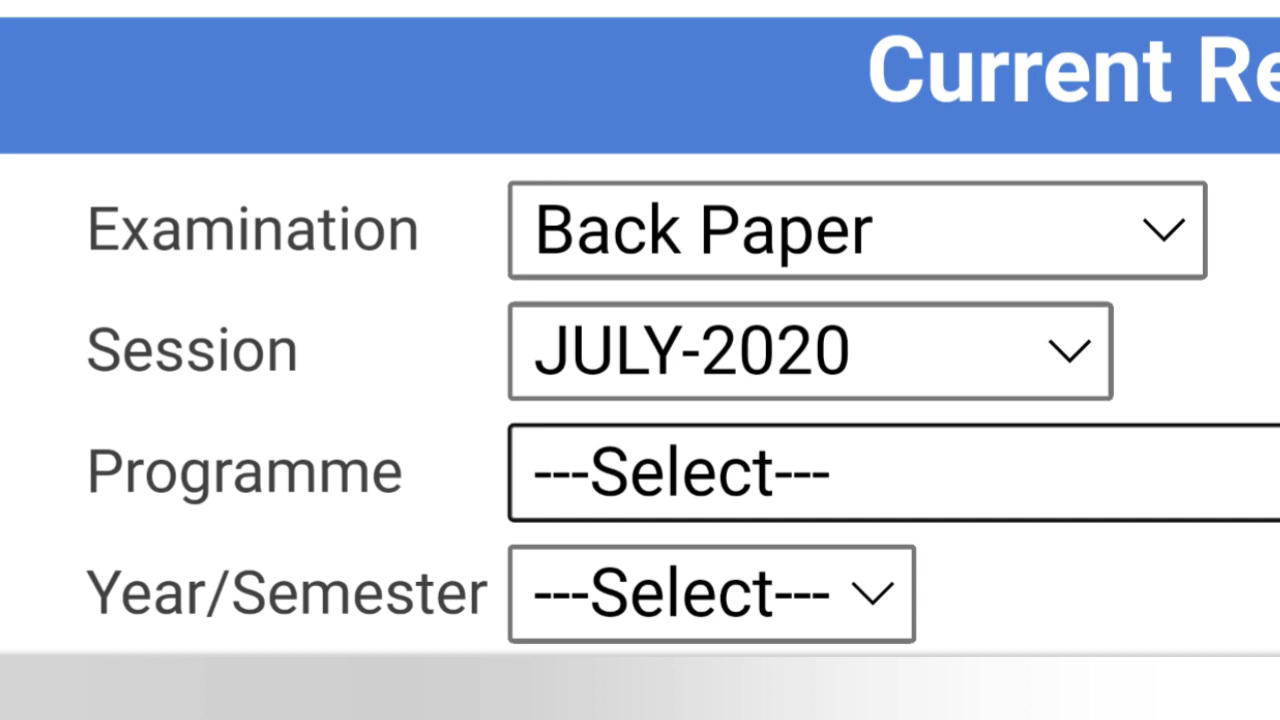 Current Re
Examination Back Paper
Session JULY-2020
Programme ---Select---
Year/Semester ---Select---